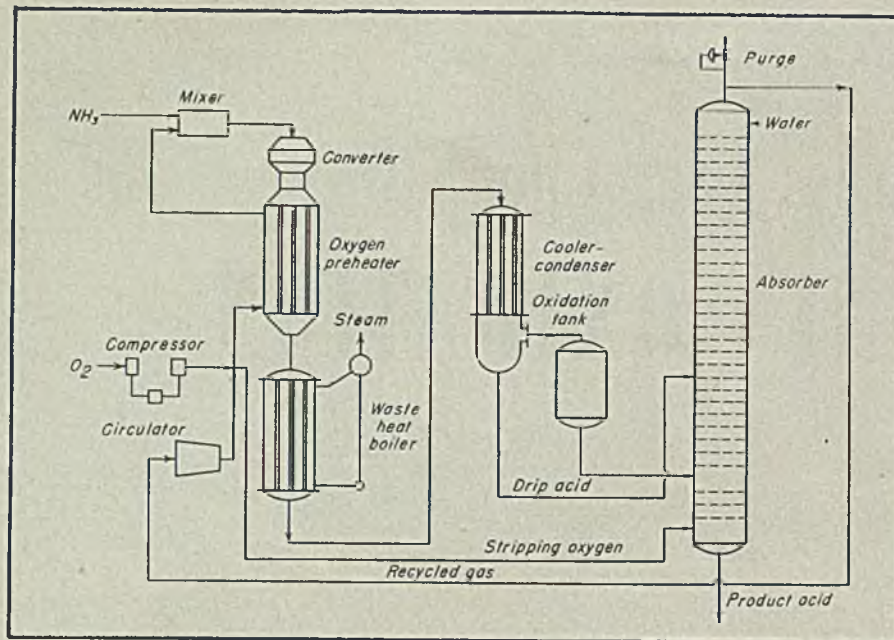 Purge
Mixer
NH₃
Water
Converter
Oxygen
preheater
Cooler-
condenser
Absorber
Oxidation
tank
Steam
Compressor
O₂
Waste
heat
boiler
Circulator
Drip acid
Stripping oxygen
Recycled gas
Product acid